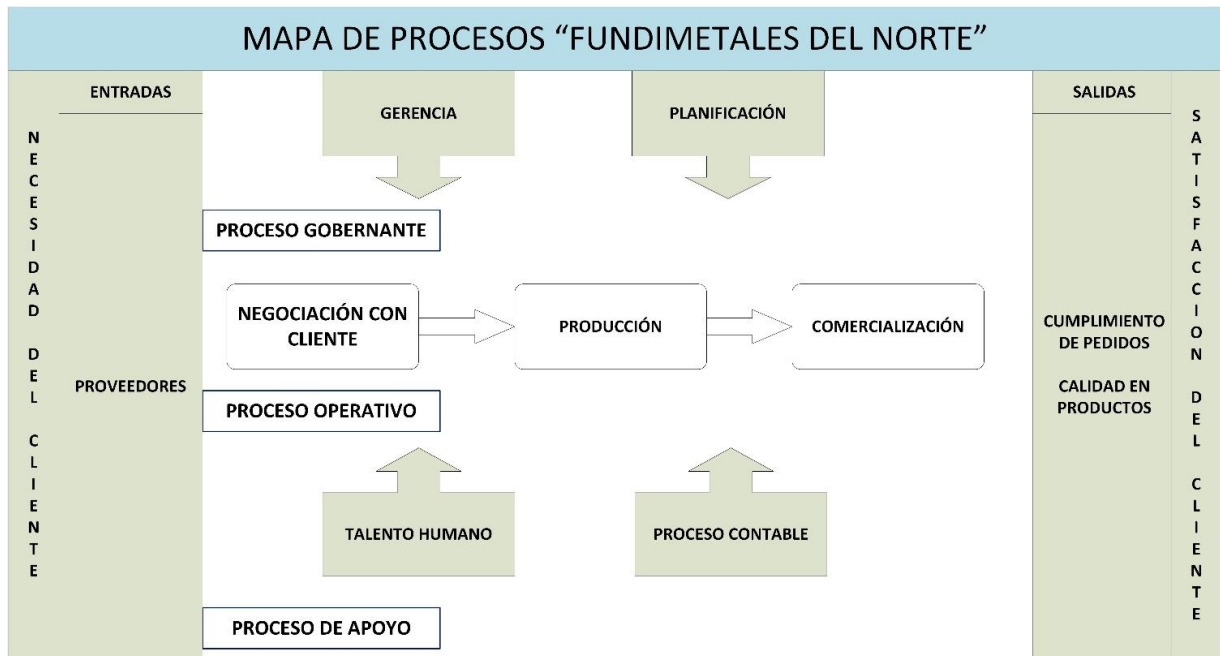 MAPA DE PROCESOS “FUNDIMETALES DEL NORTE”
NECESIDAD DEL CLIENTE
ENTRADAS
PROVEEDORES
GERENCIA
PLANIFICACIÓN
PROCESO GOBERNANTE
NEGOCIACIÓN CON
CLIENTE
PRODUCCIÓN
COMERCIALIZACIÓN
PROCESO OPERATIVO
TALENTO HUMANO
PROCESO CONTABLE
PROCESO DE APOYO
SALIDAS
CUMPLIMIENTO
DE PEDIDOS
CALIDAD EN
PRODUCTOS
SATISFACCION DEL CLIENTE